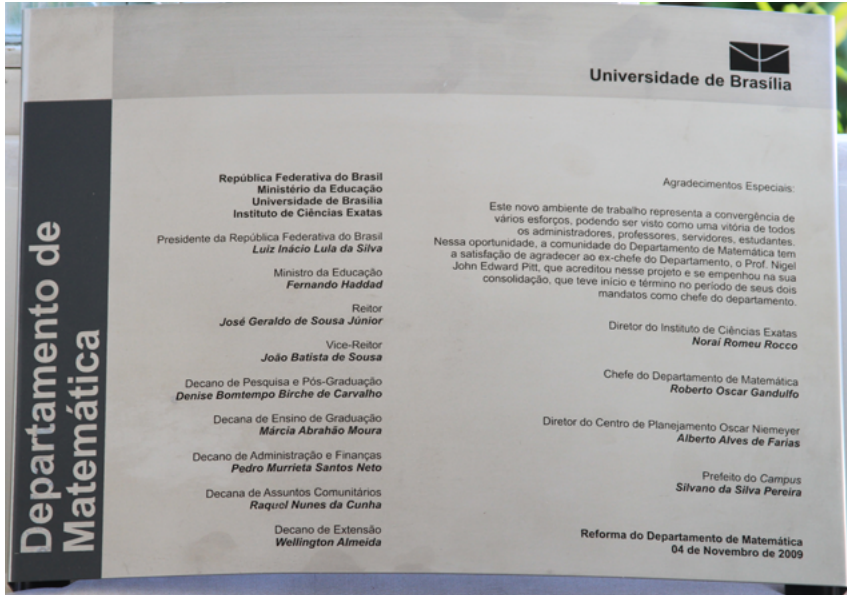 Universidade de Brasília
Departamento de
Matemática
República Federativa do Brasil
Ministério da Educação
Universidade de Brasília
Instituto de Ciências Exatas
Presidente da República Federativa do Brasil
Luiz Inácio Lula da Silva
Ministro da Educação
Fernando Haddad
Reitor
José Geraldo de Sousa Júnior
Vice-Reitor
João Batista de Sousa
Decano de Pesquisa e Pós-Graduação
Denise Bomtempo Birche de Carvalho
Decana de Ensino de Graduação
Márcia Abrahão Moura
Decano de Administração e Finanças
Pedro Murrieta Santos Neto
Decana de Assuntos Comunitários
Raquel Nunes da Cunha
Decano de Extensão
Wellington Almeida
Agradecimentos Especiais:
Este novo ambiente de trabalho representa a convergência de
vários esforços, podendo ser visto como uma vitória de todos
os administradores, professores, servidores, estudantes.
Nessa oportunidade, a comunidade do Departamento de Matemática tem
a satisfação de agradecer ao ex-chefe do Departamento, o Prof. Nigel
John Edward Pitt, que acreditou nesse projeto e se empenhou na sua
consolidação, que teve início e término no período de seus dois
mandatos como chefe do departamento.
Diretor do Instituto de Ciências Exatas
Noraí Romeu Rocco
Chefe do Departamento de Matemática
Roberto Oscar Gandulfo
Diretor do Centro de Planejamento Oscar Niemeyer
Alberto Alves de Farias
Prefeito do Campus
Silvano da Silva Pereira
Reforma do Departamento de Matemática
04 de Novembro de 2009